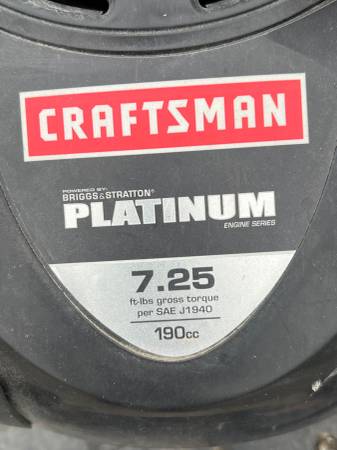 CRAFTSMAN
POWERED BY:
BRIGGS&STRATTON®
PLATINUM
ENGINE SERIES
7.25
ft-lbs gross torque
per SAE J1940
190cc